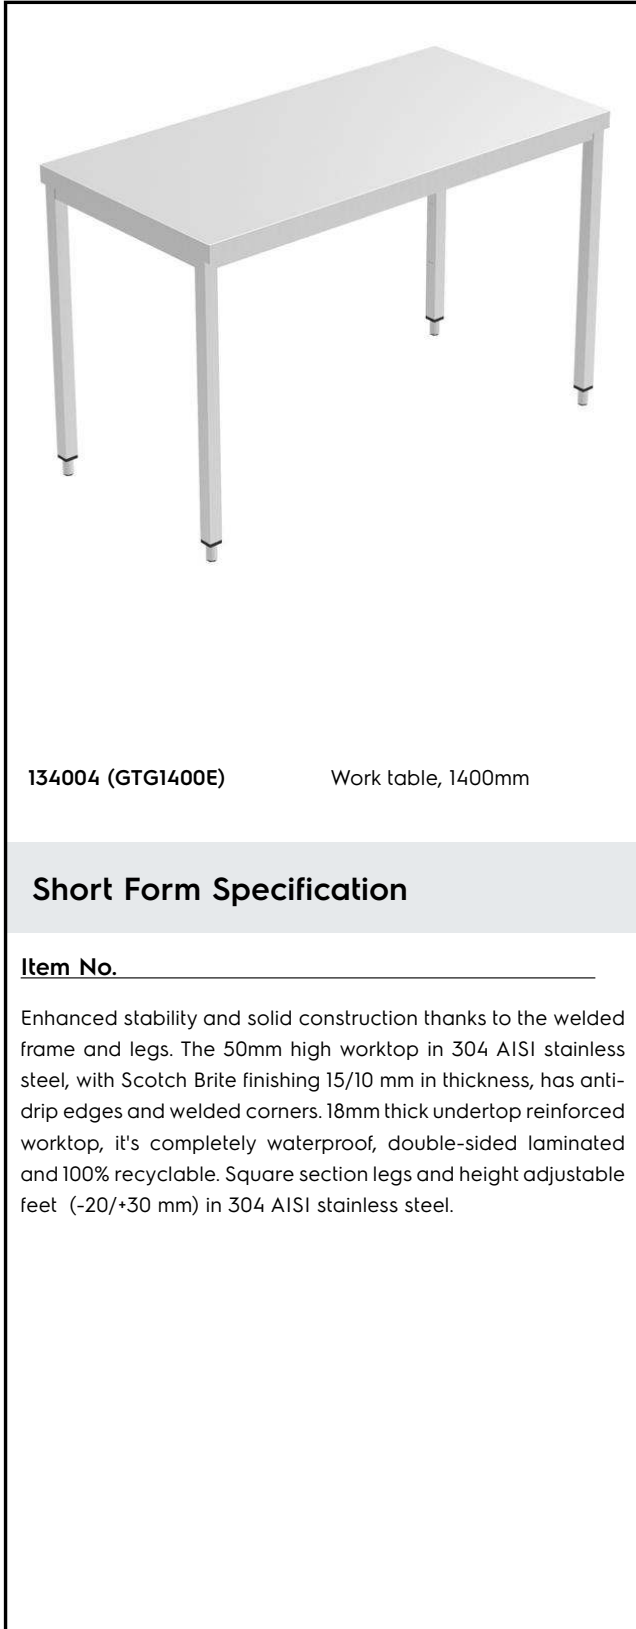 134004 (GTG1400E) Work table, 1400mm
Short Form Specification
Item No.
Enhanced stability and solid construction thanks to the welded
frame and legs. The 50mm high worktop in 304 AISI stainless
steel, with Scotch Brite finishing 15/10 mm in thickness, has anti-
drip edges and welded corners. 18mm thick undertop reinforced
worktop, it's completely waterproof, double-sided laminated
and 100% recyclable. Square section legs and height adjustable
feet (-20/+30 mm) in 304 AISI stainless steel.